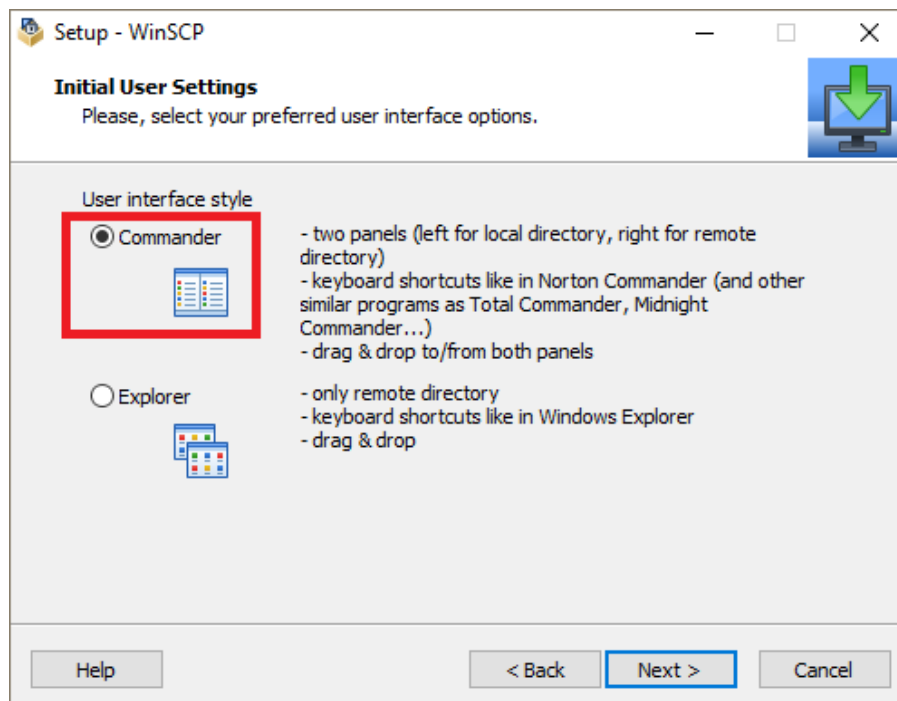 Setup - WinSCP
Initial User Settings
Please, select your preferred user interface options.
User interface style
Commander
- two panels (left for local directory, right for remote
directory)
- keyboard shortcuts like in Norton Commander (and other
similar programs as Total Commander, Midnight
Commander...)
- drag & drop to/from both panels
Explorer
- only remote directory
- keyboard shortcuts like in Windows Explorer
- drag & drop
Help
< Back
Next >
Cancel